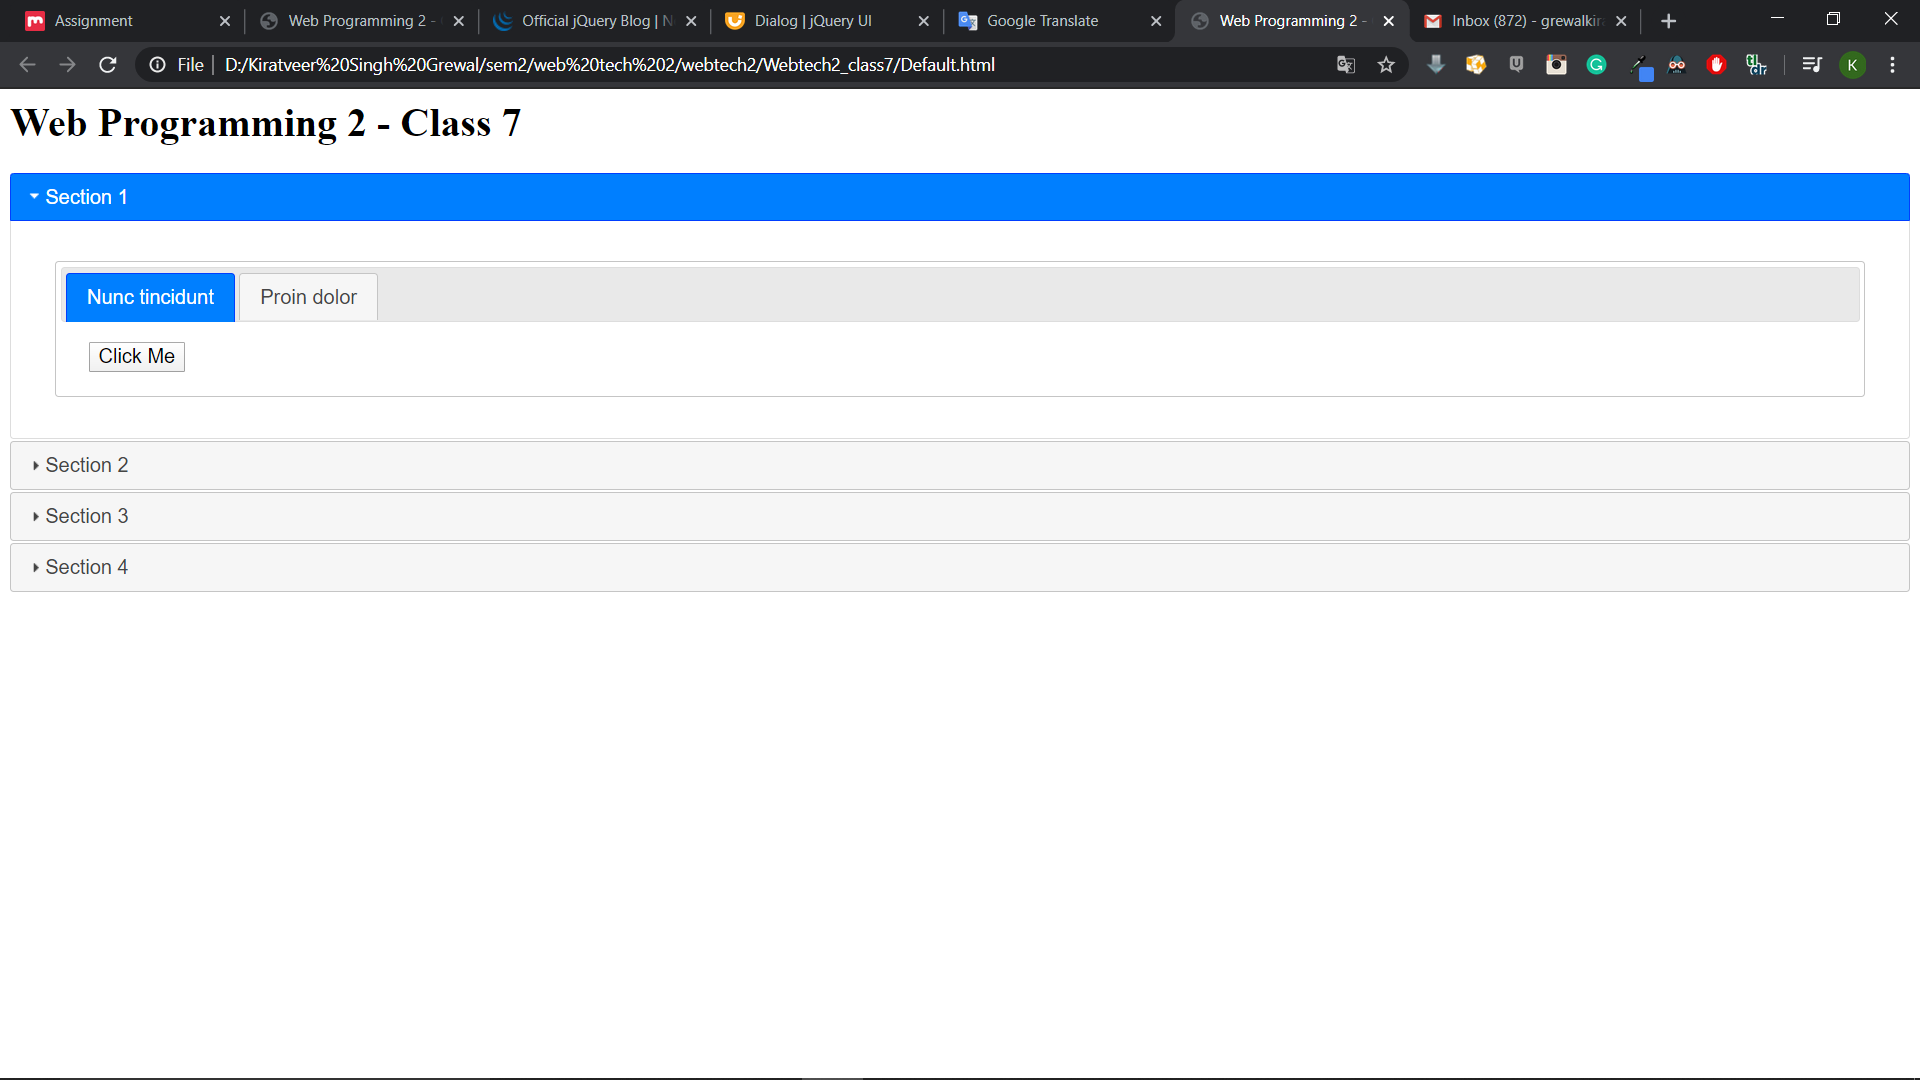 Assignment
Web Programming 2 -
Official jQuery Blog | N
Dialog | jQuery UI
Google Translate
Web Programming 2 -
Inbox (872) - grewalkira
File
D:/Kiratveer%20Singh%20Grewal/sem2/web%20tech%202/webtech2/Webtech2_class7/Default.html
K
Web Programming 2 - Class 7
Section 1
Nunc tincidunt
Proin dolor
Click Me
Section 2
Section 3
Section 4